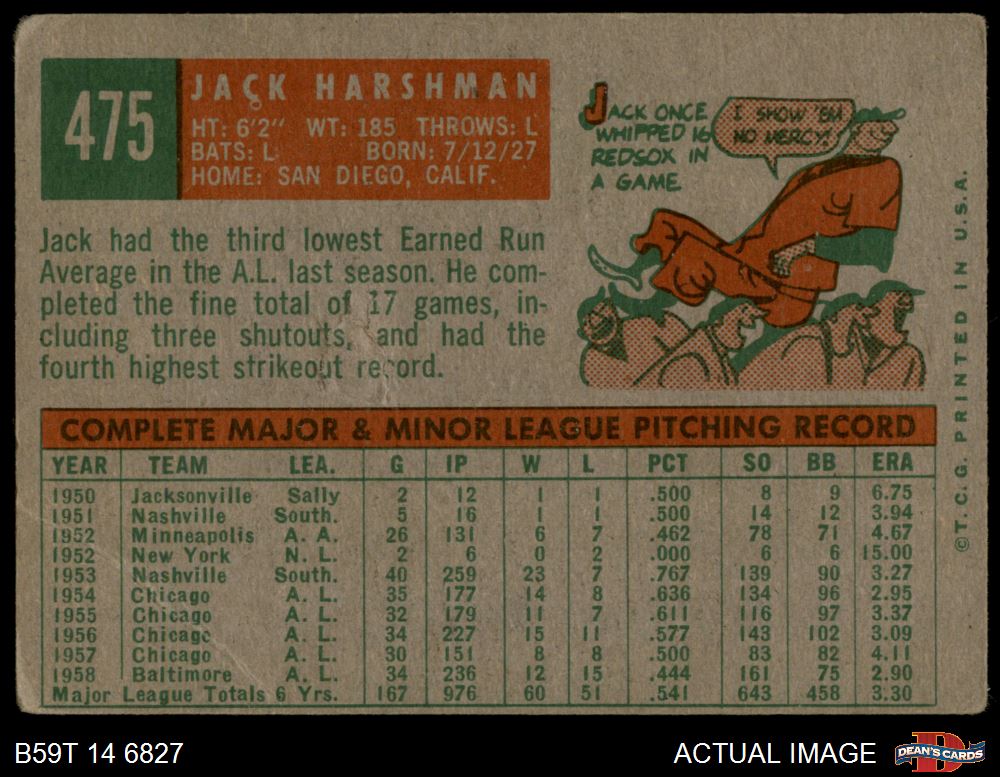 475
JACK HARSHMAN
HT: 6'2" WT: 185 THROWS: L
BATS: L BORN: 7/12/27
HOME: SAN DIEGO, CALIF.
JACK ONCE
WHIPPED 16
REDSOX IN
A GAME.
I SHOW 'EM
NO MERCY!
Jack had the third lowest Earned Run
Average in the A.L. last season. He com-
pleted the fine total of 17 games, in-
cluding three shutouts, and had the
fourth highest strikeout record.
COMPLETE MAJOR & MINOR LEAGUE PITCHING RECORD
YEAR TEAM LEA. G IP W L PCT SO BB ERA
1950 Jacksonville Sally 2 12 1 1 .500 8 9 6.75
1951 Nashville South. 5 16 1 1 .500 14 12 3.94
1952 Minneapolis A. A. 26 131 6 7 .462 78 71 4.67
1952 New York N. L. 2 6 0 2 .000 6 6 15.00
1953 Nashville South. 40 259 23 7 .767 139 90 3.27
1954 Chicago A. L. 35 177 14 8 .636 134 96 2.95
1955 Chicago A. L. 32 179 11 7 .611 116 97 3.37
1956 Chicago A. L. 34 227 15 11 .577 143 102 3.09
1957 Chicago A. L. 30 151 8 8 .500 83 82 4.11
1958 Baltimore A. L. 34 236 12 15 .444 161 75 2.90
Major League Totals 6 Yrs. 167 976 60 51 .541 643 458 3.30
©T. C. G. PRINTED IN U.S.A.
B59T 14 6827
ACTUAL IMAGE
DEAN'S CARDS